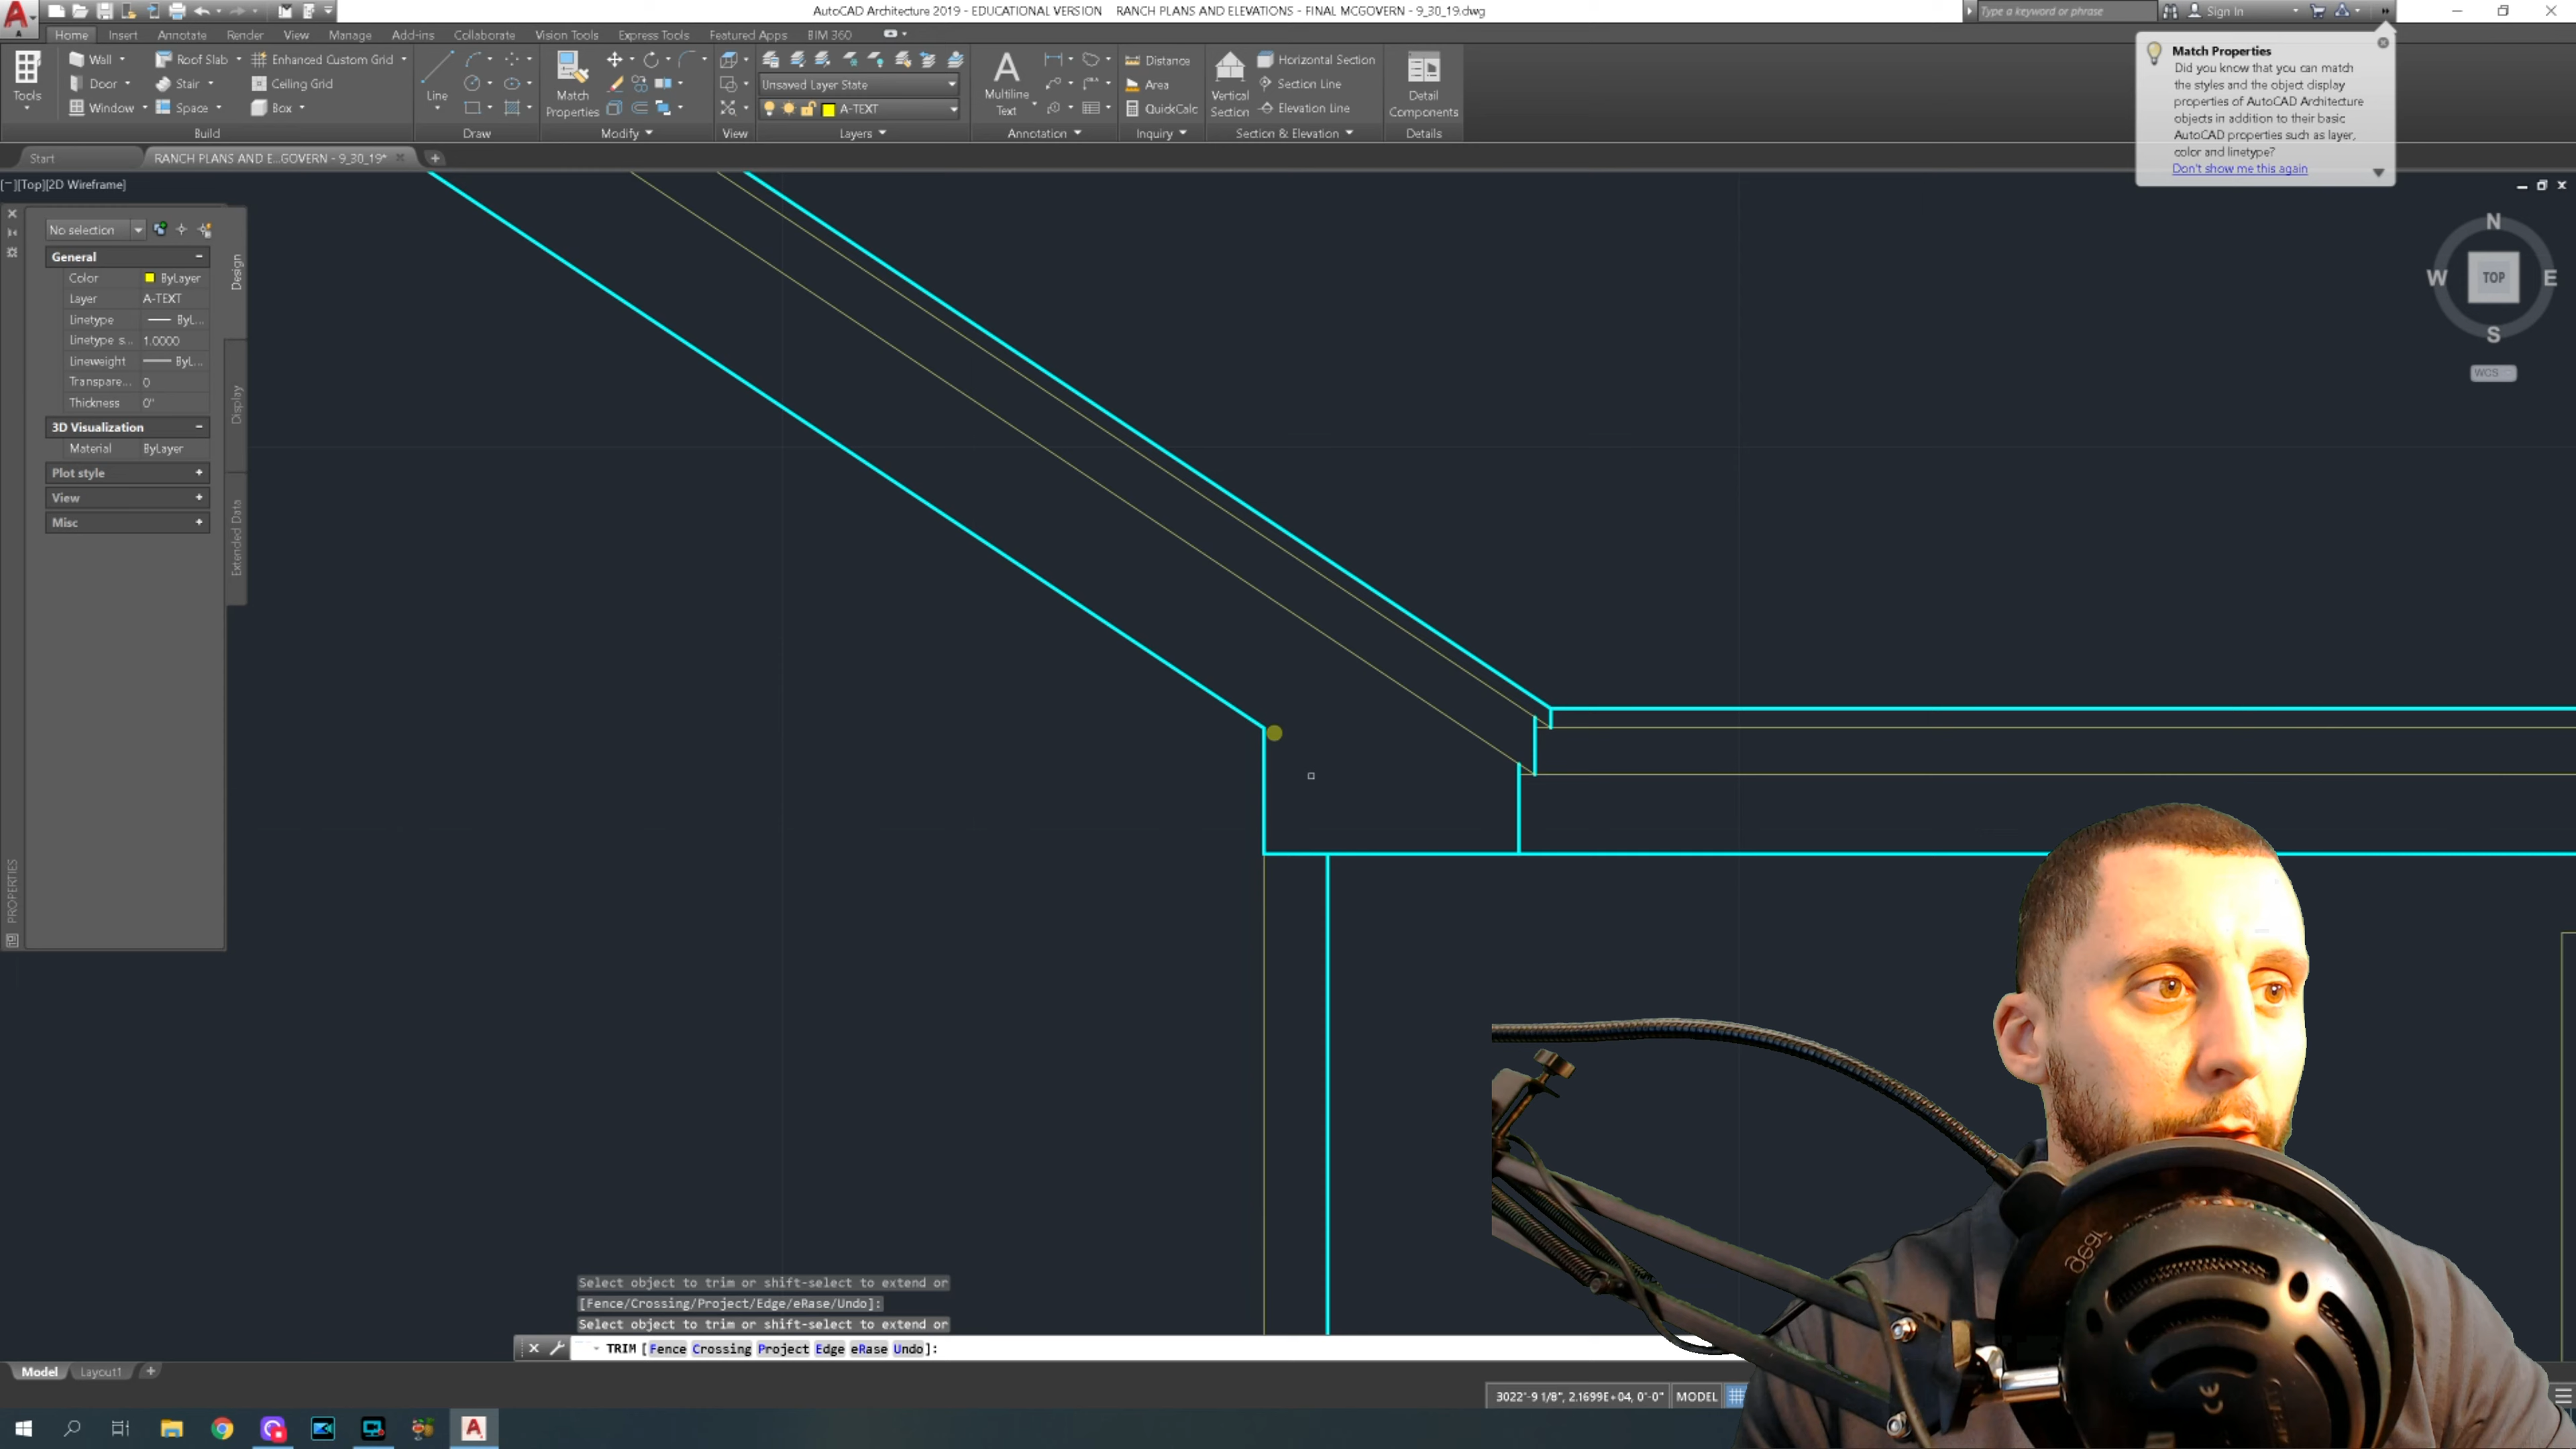 AutoCAD Architecture 2019 - EDUCATIONAL VERSION RANCH PLANS AND ELEVATIONS - FINAL MCGOVERN - 9_30_19.dwg
Type a keyword or phrase
Sign In
Home Insert Annotate Render View Manage Add-ins Collaborate Vision Tools Express Tools Featured Apps BIM 360
Tools
Wall
Door
Window
Roof Slab
Stair
Space
Enhanced Custom Grid
Ceiling Grid
Box
Build
Line
Draw
Match
Properties
Modify
View
Unsaved Layer State
A-TEXT
Layers
Multiline
Text
Annotation
Distance
Area
QuickCalc
Inquiry
Vertical
Section
Horizontal Section
Section Line
Elevation Line
Section & Elevation
Detail
Components
Details
Match Properties
Did you know that you can match
the styles and the object display
properties of AutoCAD Architecture
objects in addition to their basic
AutoCAD properties such as layer,
color and linetype?
Don't show me this again
Start
RANCH PLANS AND E...GOVERN - 9_30_19*
[−][Top][2D Wireframe]
No selection
General
Color ByLayer
Layer A-TEXT
Linetype ByL...
Linetype s... 1.0000
Lineweight ByL...
Transpare... 0
Thickness 0"
3D Visualization
Material ByLayer
Plot style
View
Misc
Design
Display
Extended Data
PROPERTIES
N
W TOP E
S
WCS
Select object to trim or shift-select to extend or
[Fence/Crossing/Project/Edge/eRase/Undo]:
Select object to trim or shift-select to extend or
TRIM [Fence Crossing Project Edge eRase Undo]:
Model Layout1
3022'-9 1/8", 2.1699E+04, 0'-0" MODEL
CE